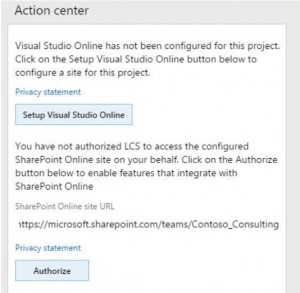 Action center
Visual Studio Online has not been configured for this project.
Click on the Setup Visual Studio Online button below to
configure a site for this project.
Privacy statement
Setup Visual Studio Online
You have not authorized LCS to access the configured
SharePoint Online site on your behalf. Click on the Authorize
button below to enable features that integrate with
SharePoint Online
SharePoint Online site URL
ittps://microsoft.sharepoint.com/teams/Contoso_Consulting
Privacy statement
Authorize